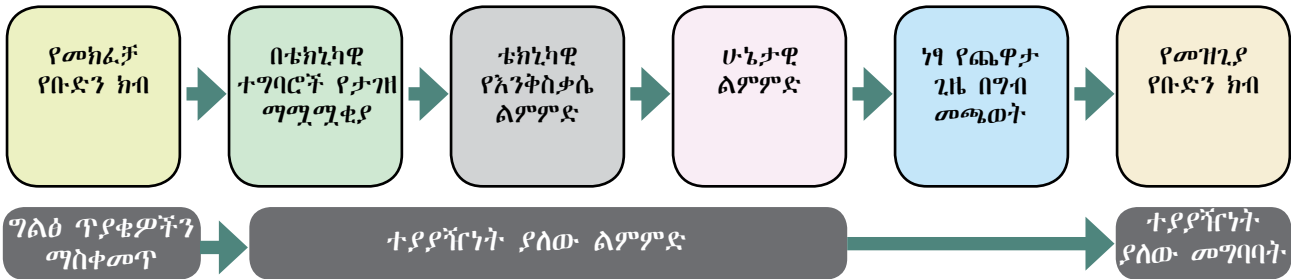 የመክፈቻ
የቡድን ክብ
በቴክኒካዊ
ተግባሮች የታገዘ
ማሟሟቂያ
ቴክኒካዊ
የእንቅስቃሴ
ልምምድ
ሁኔታዊ
ልምምድ
ነፃ የጨዋታ
ጊዜ በግብ
መጫወት
የመዝጊያ
የቡድን ክብ
ግልፅ ጥያቄዎችን
ማስቀመጥ
ተያያዥነት ያለው ልምምድ
ተያያዥነት
ያለው መግባባት